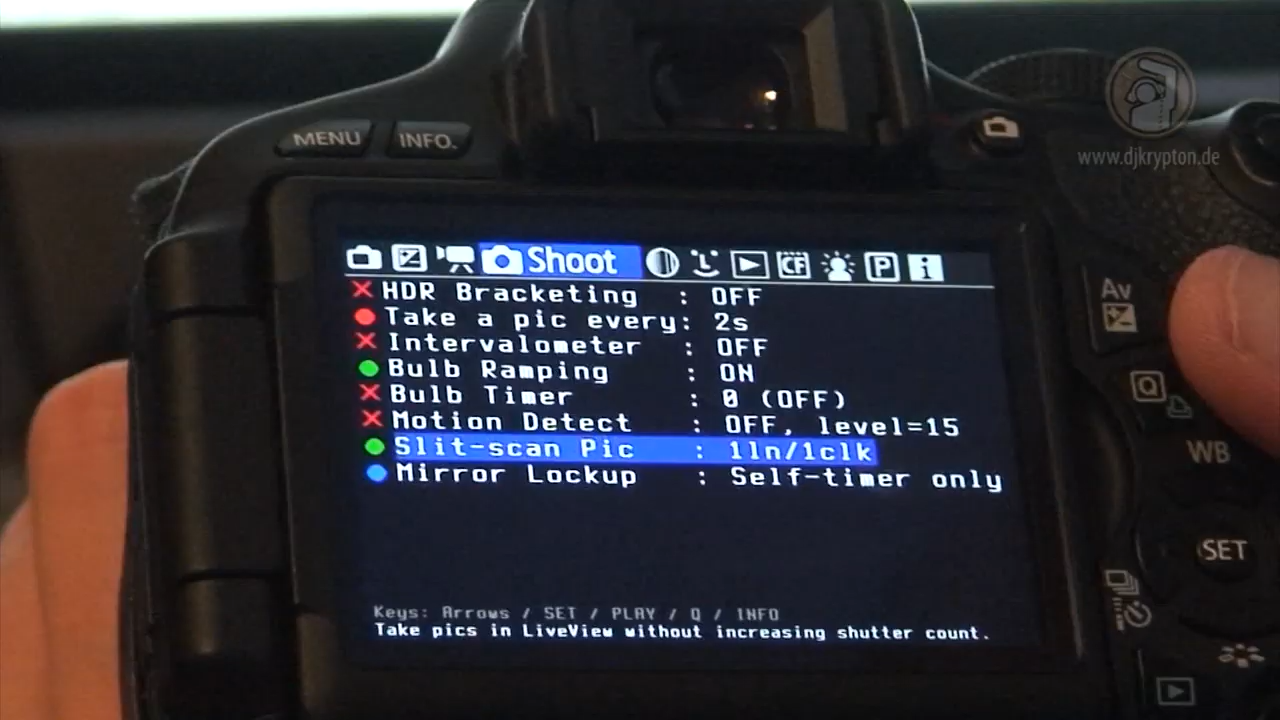 www.djkrypton.de
MENU INFO.
Shoot L CF P i
HDR Bracketing : OFF
Take a pic every: 2s
Intervalometer : OFF
Bulb Ramping : ON
Bulb Timer : 0 (OFF)
Motion Detect : OFF, level=15
Slit-scan Pic : 1ln/1clk
Mirror Lockup : Self-timer only
Keys: Arrows / SET / PLAY / Q / INFO
Take pics in LiveView without increasing shutter count.
Av
Q
WB
SET